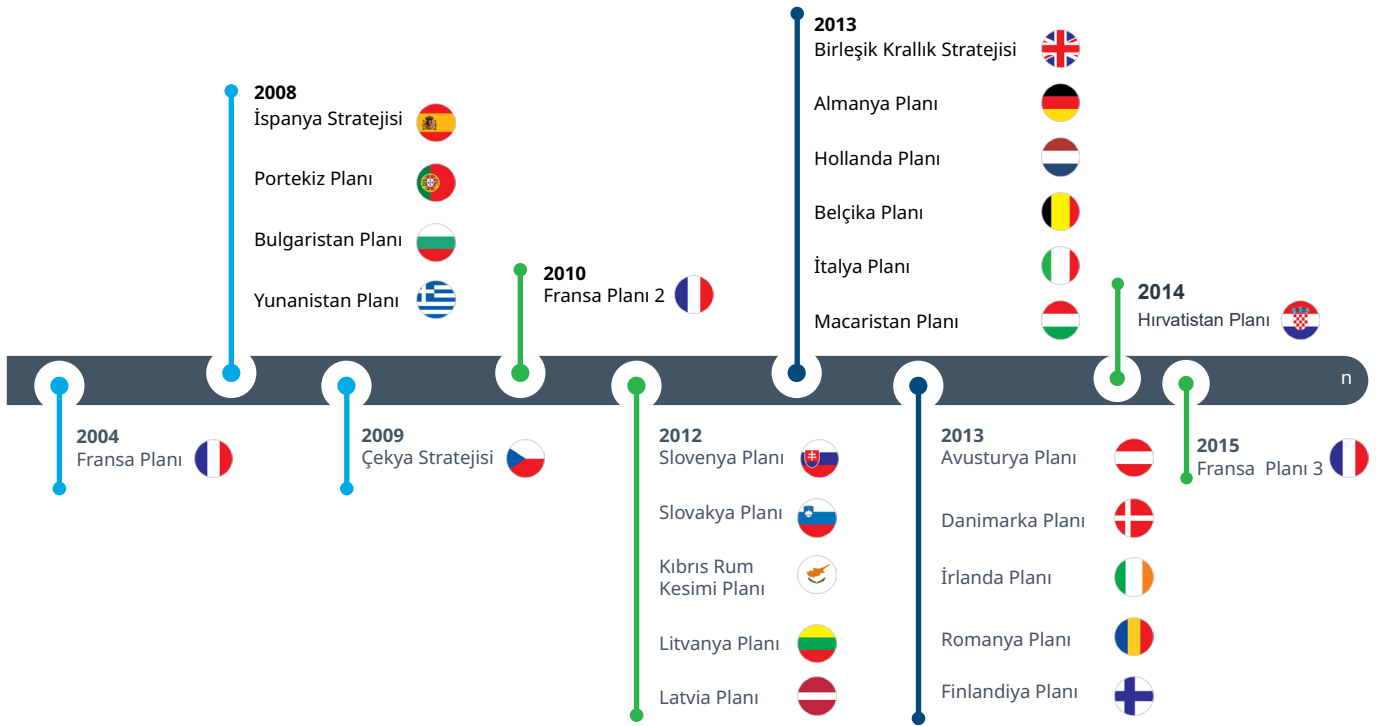 2008
İspanya Stratejisi
Portekiz Planı
Bulgaristan Planı
Yunanistan Planı
2010
Fransa Planı 2
2013
Birleşik Krallık Stratejisi
Almanya Planı
Hollanda Planı
Belçika Planı
İtalya Planı
Macaristan Planı
2014
Hırvatistan Planı
n
2004
Fransa Planı
2009
Çekya Stratejisi
2012
Slovenya Planı
Slovakya Planı
Kıbrıs Rum
Kesimi Planı
Litvanya Planı
Latvia Planı
2013
Avusturya Planı
Danimarka Planı
İrlanda Planı
Romanya Planı
Finlandiya Planı
2015
Fransa  Planı 3